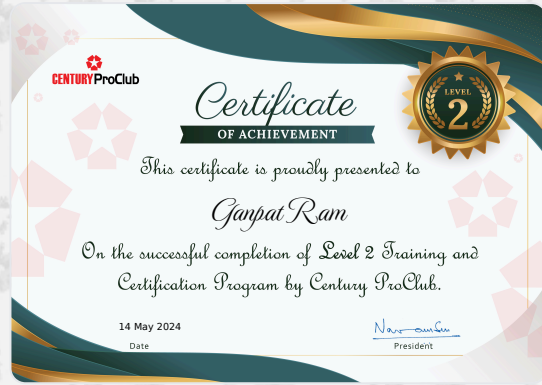 CENTURY ProClub
Certificate
OF ACHIEVEMENT
LEVEL
2
This certificate is proudly presented to
Ganpat Ram
On the successful completion of Level 2 Training and
Certification Program by Century ProClub.
14 May 2024
Date
President